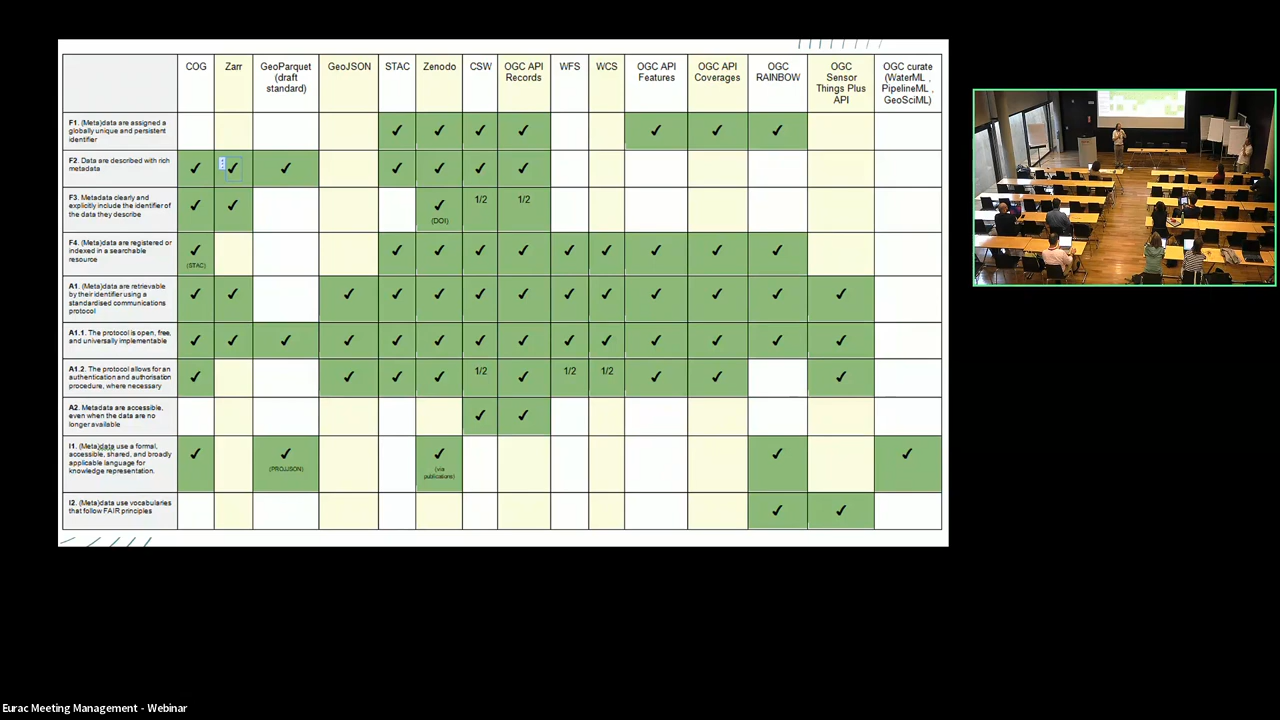 COG Zarr GeoParquet (draft standard) GeoJSON STAC Zenodo CSW OGC API Records WFS WCS OGC API Features OGC API Coverages OGC RAINBOW OGC Sensor Things Plus API OGC curate (WaterML , PipelineML , GeoSciML)
F1. (Meta)data are assigned a
globally unique and persistent
identifier
✓ ✓ ✓ ✓ ✓ ✓ ✓
F2. Data are described with rich
metadata
✓ ✓ ✓ ✓ ✓ ✓ ✓
F3. Metadata clearly and
explicitly include the identifier of
the data they describe
✓ ✓ ✓ (DOI) 1/2 1/2
F4. (Meta)data are registered or
indexed in a searchable
resource
✓ (STAC) ✓ ✓ ✓ ✓ ✓ ✓ ✓ ✓ ✓
A1. (Meta)data are retrievable
by their identifier using a
standardised communications
protocol
✓ ✓ ✓ ✓ ✓ ✓ ✓ ✓ ✓ ✓ ✓ ✓ ✓
A1.1. The protocol is open, free,
and universally implementable
✓ ✓ ✓ ✓ ✓ ✓ ✓ ✓ ✓ ✓ ✓ ✓ ✓ ✓
A1.2. The protocol allows for an
authentication and authorisation
procedure, where necessary
✓ ✓ ✓ ✓ 1/2 ✓ 1/2 1/2 ✓ ✓ ✓
A2. Metadata are accessible,
even when the data are no
longer available
✓ ✓
I1. (Meta)data use a formal,
accessible, shared, and broadly
applicable language for
knowledge representation.
✓ ✓ (PROJJSON) ✓ (via publications) ✓ ✓
I2. (Meta)data use vocabularies
that follow FAIR principles
✓ ✓
Eurac Meeting Management - Webinar